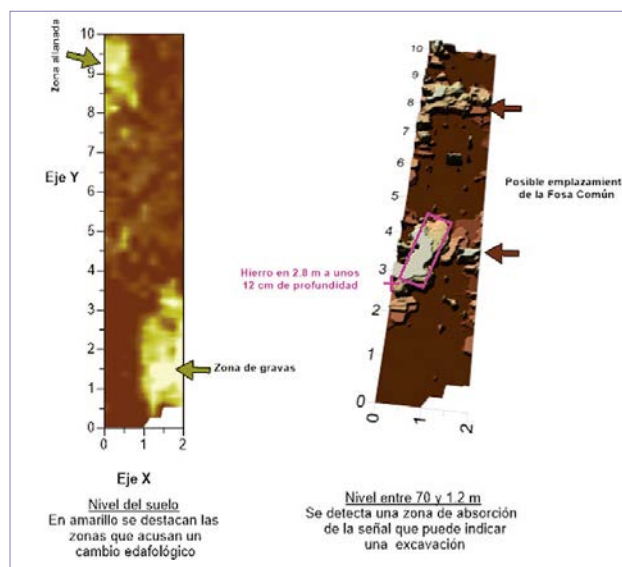 10
9
8
7
6
5
4
3
2
1
0
0
1
2
Zona allanada
Eje Y
Zona de gravas
Eje X
Nivel del suelo
En amarillo se destacan las
zonas que acusan un
cambio edafológico
10
9
8
7
6
5
4
3
2
1
0
0
1
2
Posible emplazamient
de la Fosa Común
Hierro en 2.8 m a unos
12 cm de profundidad
Nivel entre 70 y 1.2 m
Se detecta una zona de absorción
de la señal que puede indicar
una excavación